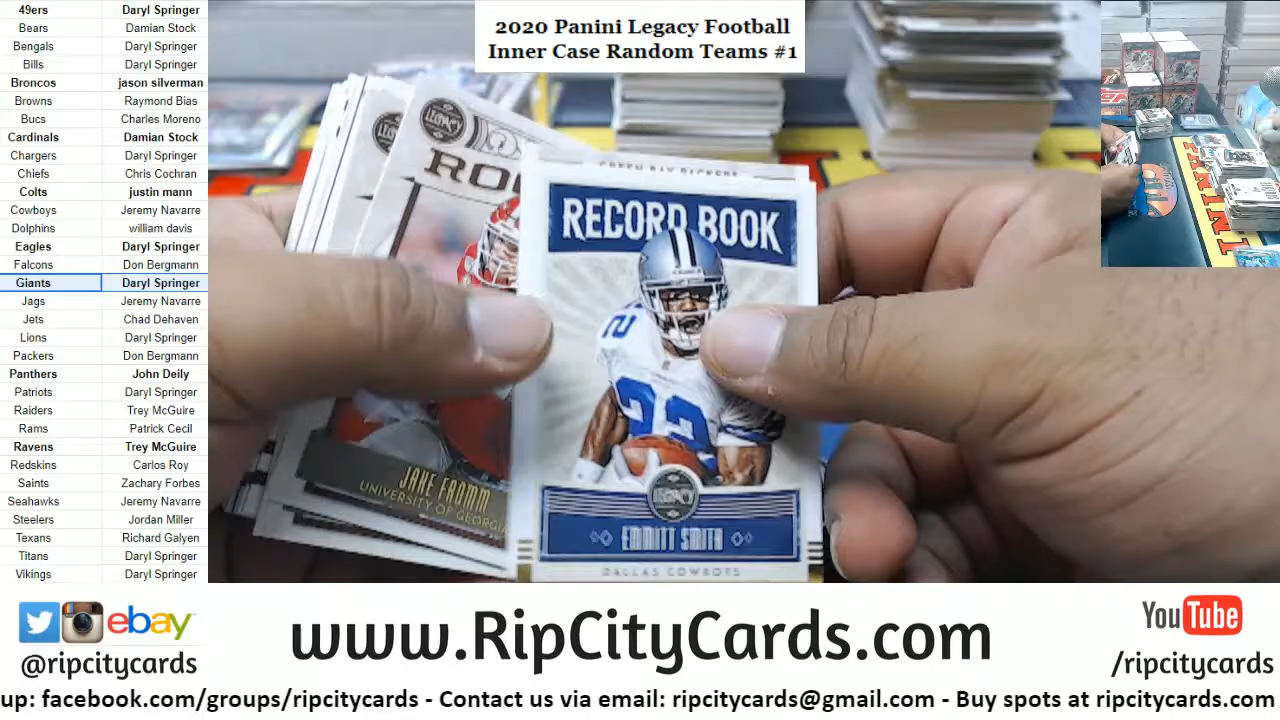 49ers Daryl Springer
Bears Damian Stock
Bengals Daryl Springer
Bills Daryl Springer
Broncos jason silverman
Browns Raymond Bias
Bucs Charles Moreno
Cardinals Damian Stock
Chargers Daryl Springer
Chiefs Chris Cochran
Colts justin mann
Cowboys Jeremy Navarre
Dolphins william davis
Eagles Daryl Springer
Falcons Don Bergmann
Giants Daryl Springer
Jags Jeremy Navarre
Jets Chad Dehaven
Lions Daryl Springer
Packers Don Bergmann
Panthers John Deily
Patriots Daryl Springer
Raiders Trey McGuire
Rams Patrick Cecil
Ravens Trey McGuire
Redskins Carlos Roy
Saints Zachary Forbes
Seahawks Jeremy Navarre
Steelers Jordan Miller
Texans Richard Galyen
Titans Daryl Springer
Vikings Daryl Springer
2020 Panini Legacy Football
Inner Case Random Teams #1
LEGACY
ROO
JAKE FROMM
UNIVERSITY OF GEORGIA
GREEN BAY PACKERS
RECORD BOOK
22
LEGACY
EMMITT SMITH
DALLAS COWBOYS
PANINI
ebay
@ripcitycards
www.RipCityCards.com
YouTube
/ripcitycards
up: facebook.com/groups/ripcitycards - Contact us via email: ripcitycards@gmail.com - Buy spots at ripcitycards.com